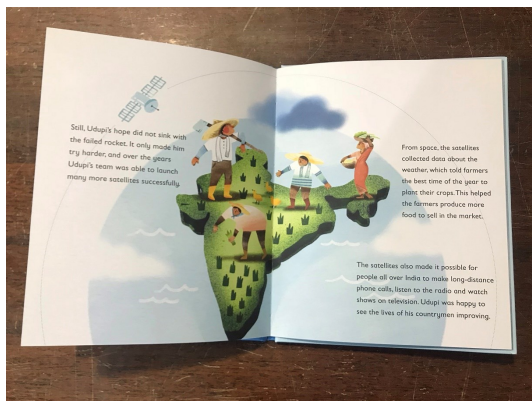 Still, Udupi's hope did not sink with
the failed rocket. It only made him
try harder, and over the years
Udupi's team was able to launch
many more satellites successfully.
From space, the satellites
collected data about the
weather, which told farmers
the best time of the year to
plant their crops. This helped
the farmers produce more
food to sell in the market.
The satellites also made it possible for
people all over India to make long-distance
phone calls, listen to the radio and watch
shows on television. Udupi was happy to
see the lives of his countrymen improving.